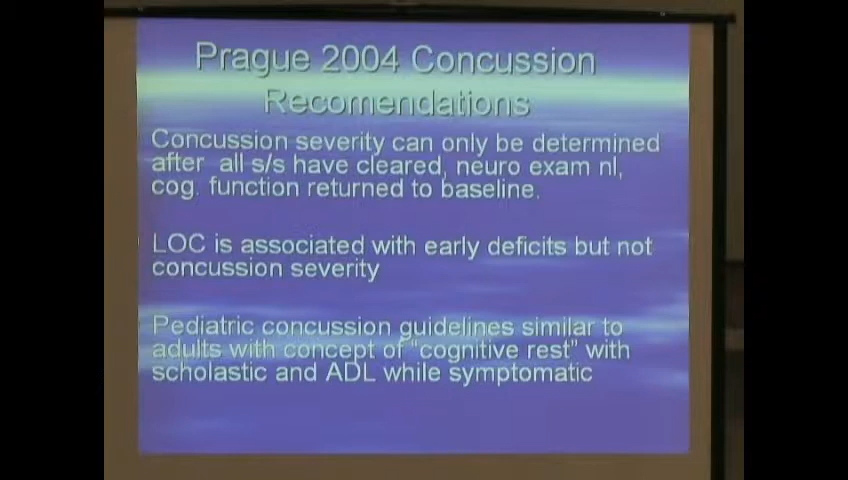 Prague 2004 Concussion
Recomendations
Concussion severity can only be determined
after all s/s have cleared, neuro exam nl,
cog. function returned to baseline.
LOC is associated with early deficits but not
concussion severity
Pediatric concussion guidelines similar to
adults with concept of “cognitive rest” with
scholastic and ADL while symptomatic